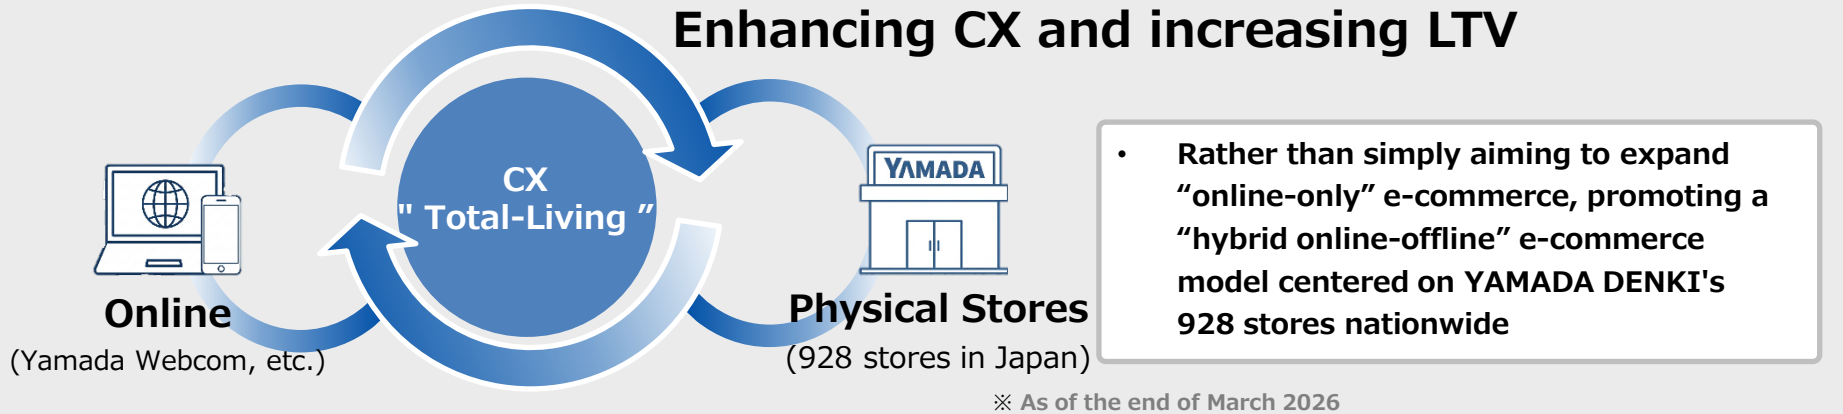 Enhancing CX and increasing LTV
CX
" Total-Living ”
YAMADA
Online
(Yamada Webcom, etc.)
Physical Stores
(928 stores in Japan)
• Rather than simply aiming to expand
“online-only” e-commerce, promoting a
“hybrid online-offline” e-commerce
model centered on YAMADA DENKI's
928 stores nationwide
※ As of the end of March 2026